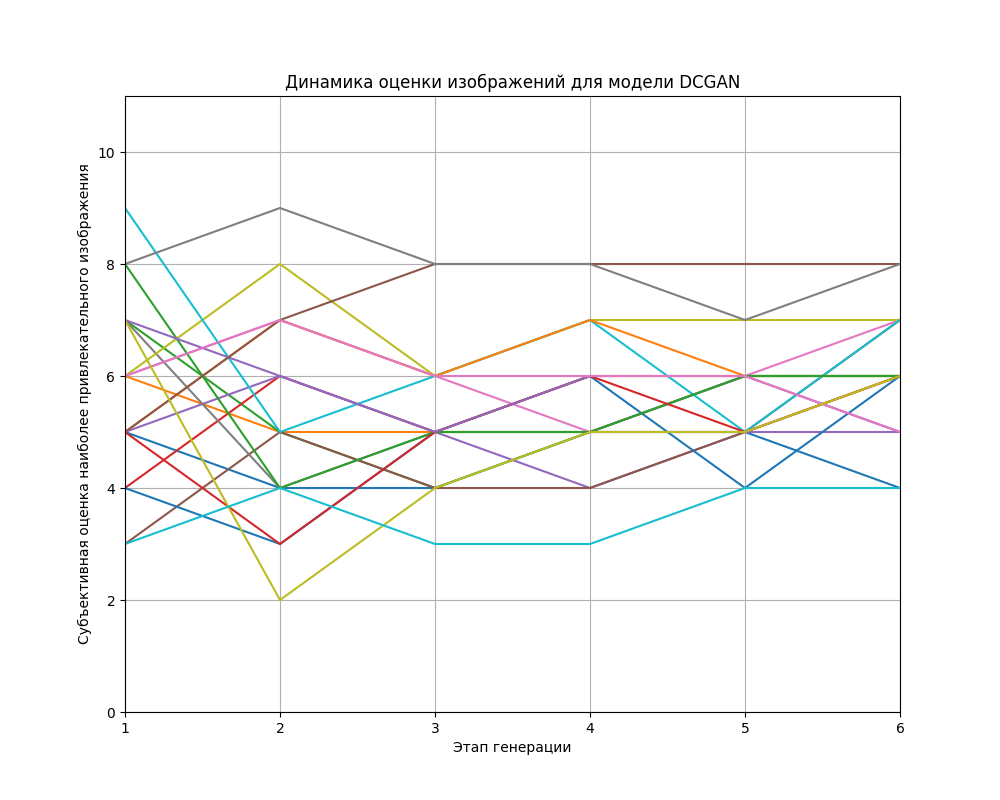 Динамика оценки изображений для модели DCGAN
Субъективная оценка наиболее привлекательного изображения
10
8
6
4
2
0
1 2 3 4 5 6
Этап генерации